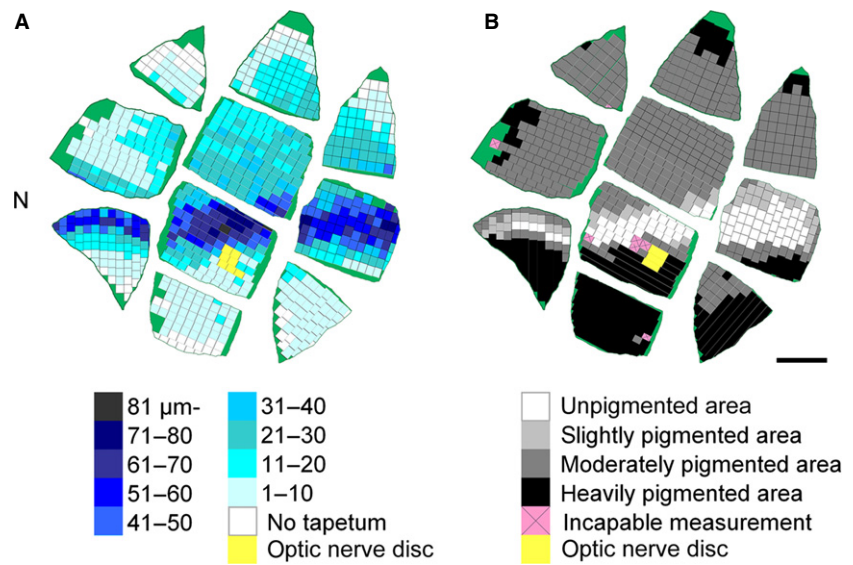 A
B
N
81 μm-
71–80
61–70
51–60
41–50
31–40
21–30
11–20
1–10
No tapetum
Optic nerve disc
Unpigmented area
Slightly pigmented area
Moderately pigmented area
Heavily pigmented area
Incapable measurement
Optic nerve disc